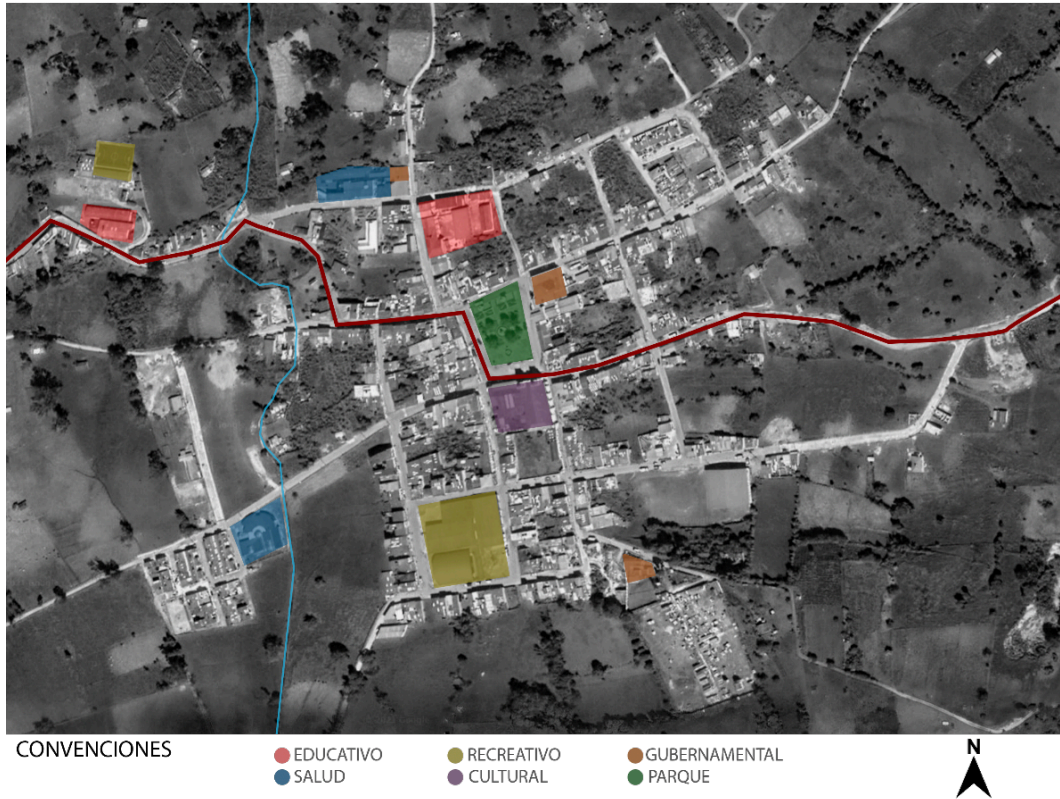 CONVENCIONES
EDUCATIVO
RECREATIVO
GUBERNAMENTAL
SALUD
CULTURAL
PARQUE
N